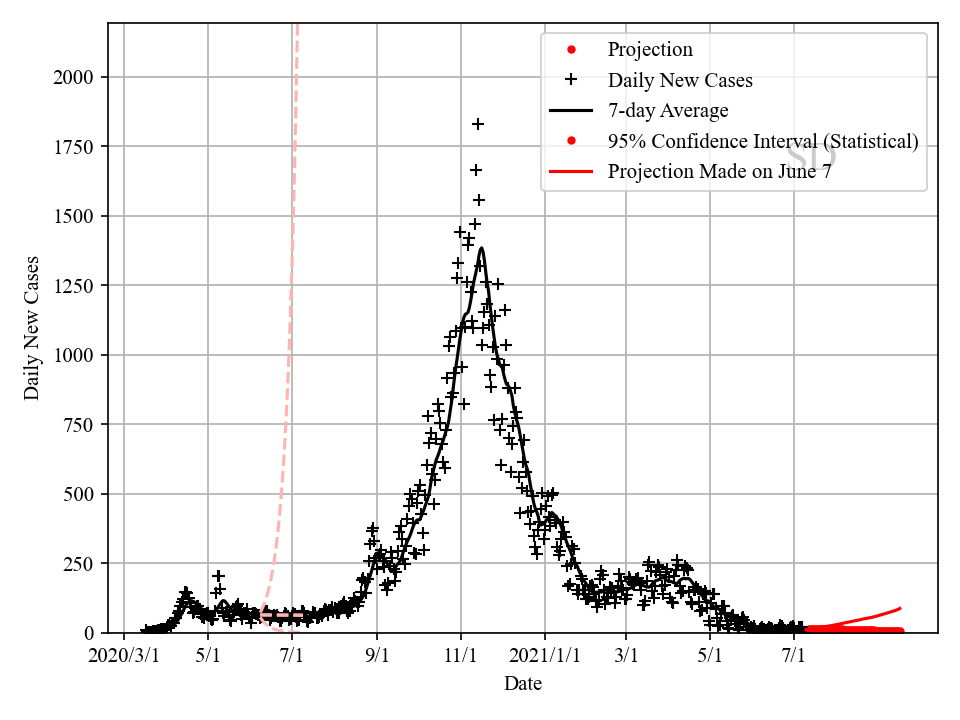 Projection
Daily New Cases
7-day Average
95% Confidence Interval (Statistical)
SD
Projection Made on June 7
2000
1750
1500
1250
1000
750
500
250
0
Daily New Cases
2020/3/1 5/1 7/1 9/1 11/1 2021/1/1 3/1 5/1 7/1
Date